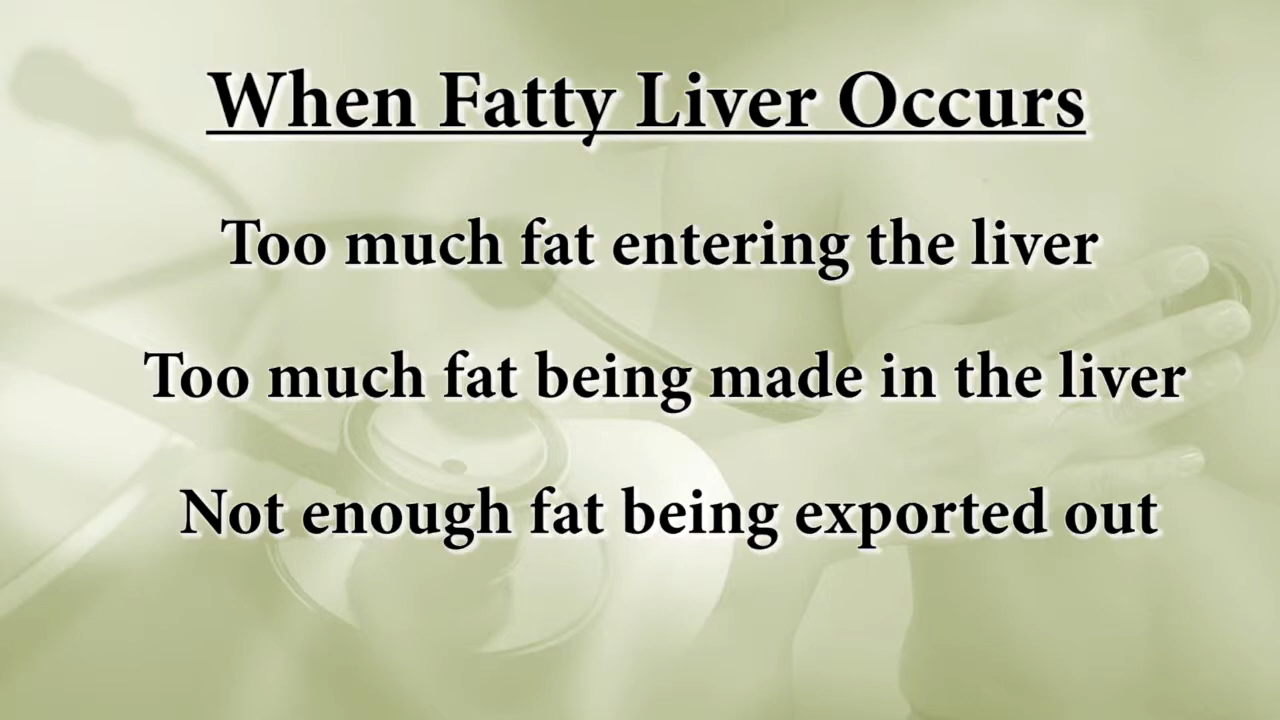 When Fatty Liver Occurs
Too much fat entering the liver
Too much fat being made in the liver
Not enough fat being exported out